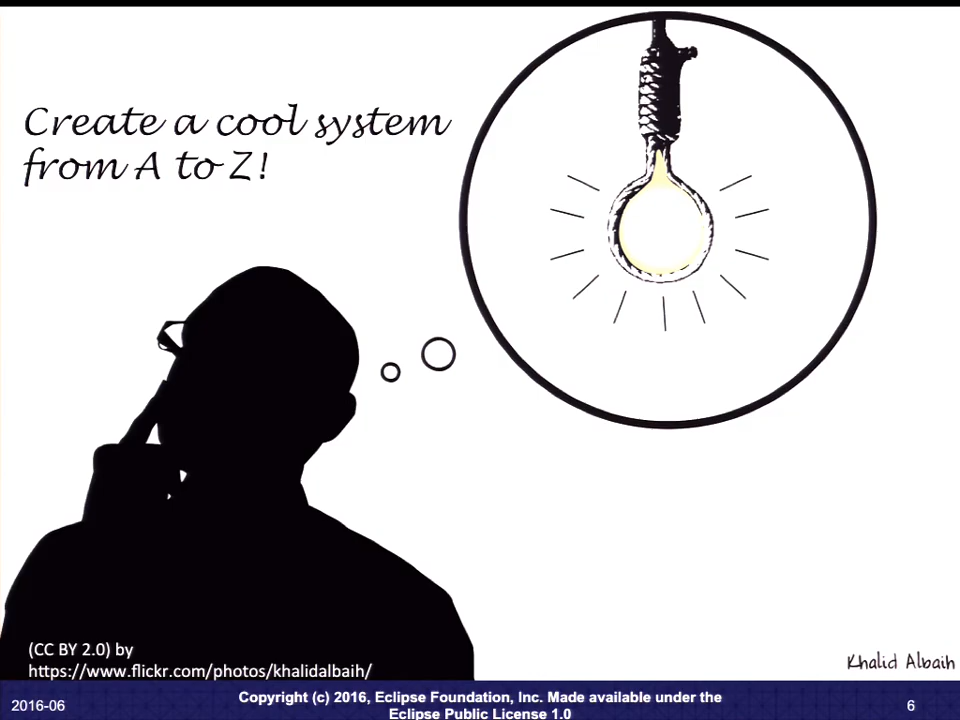 Create a cool system
from A to Z!
(CC BY 2.0) by
https://www.flickr.com/photos/khalidalbaih/
Khalid Albaih
2016-06
Copyright (c) 2016, Eclipse Foundation, Inc. Made available under the
Eclipse Public License 1.0
6